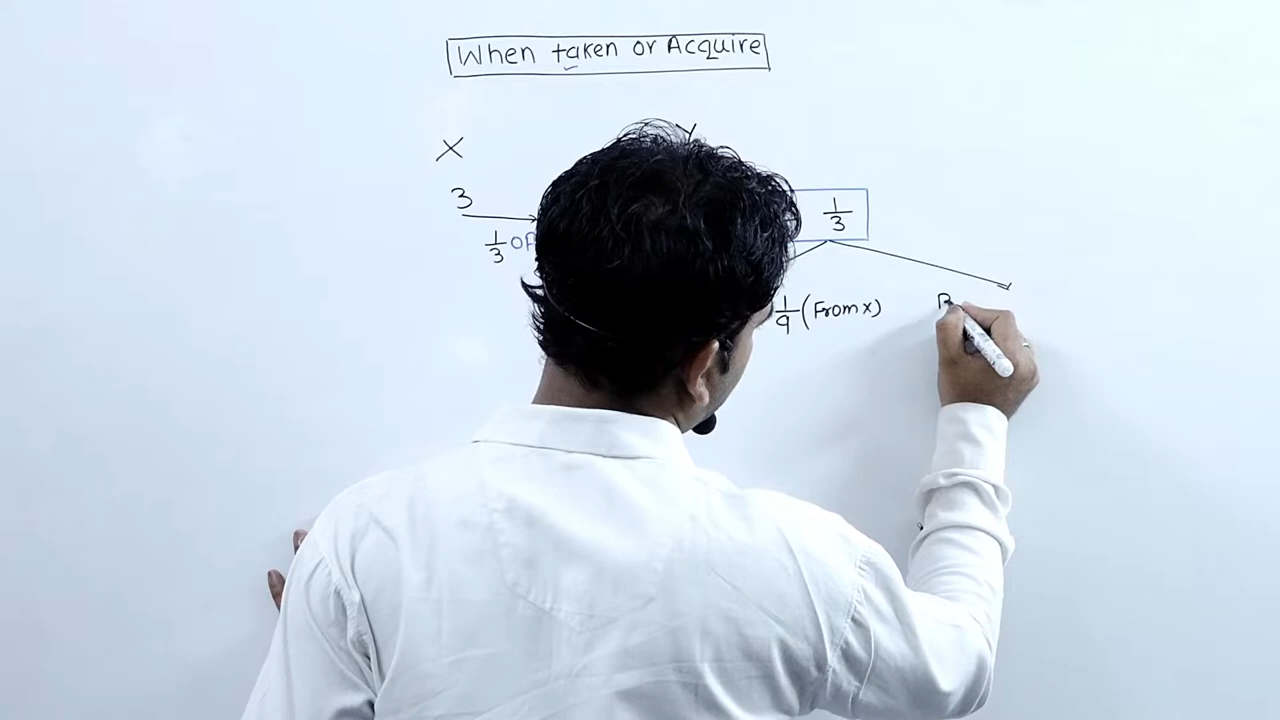 When taken or Acquire
X Y
3
1/3
1/3 of
1/9 (From x)